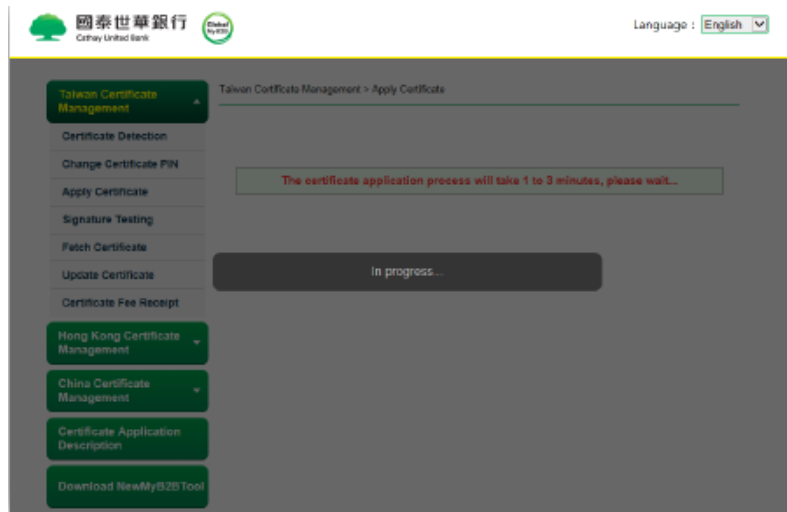 國泰世華銀行
Cathay United Bank
Global
MyB2B
Language : English
Taiwan Certificate
Management
Taiwan Certificate Management > Apply Certificate
Certificate Detection
Change Certificate PIN
Apply Certificate
Signature Testing
Fetch Certificate
Update Certificate
Certificate Fee Receipt
The certificate application process will take 1 to 3 minutes, please wait...
In progress...
Hong Kong Certificate
Management
China Certificate
Management
Certificate Application
Description
Download NewMyB2BTool